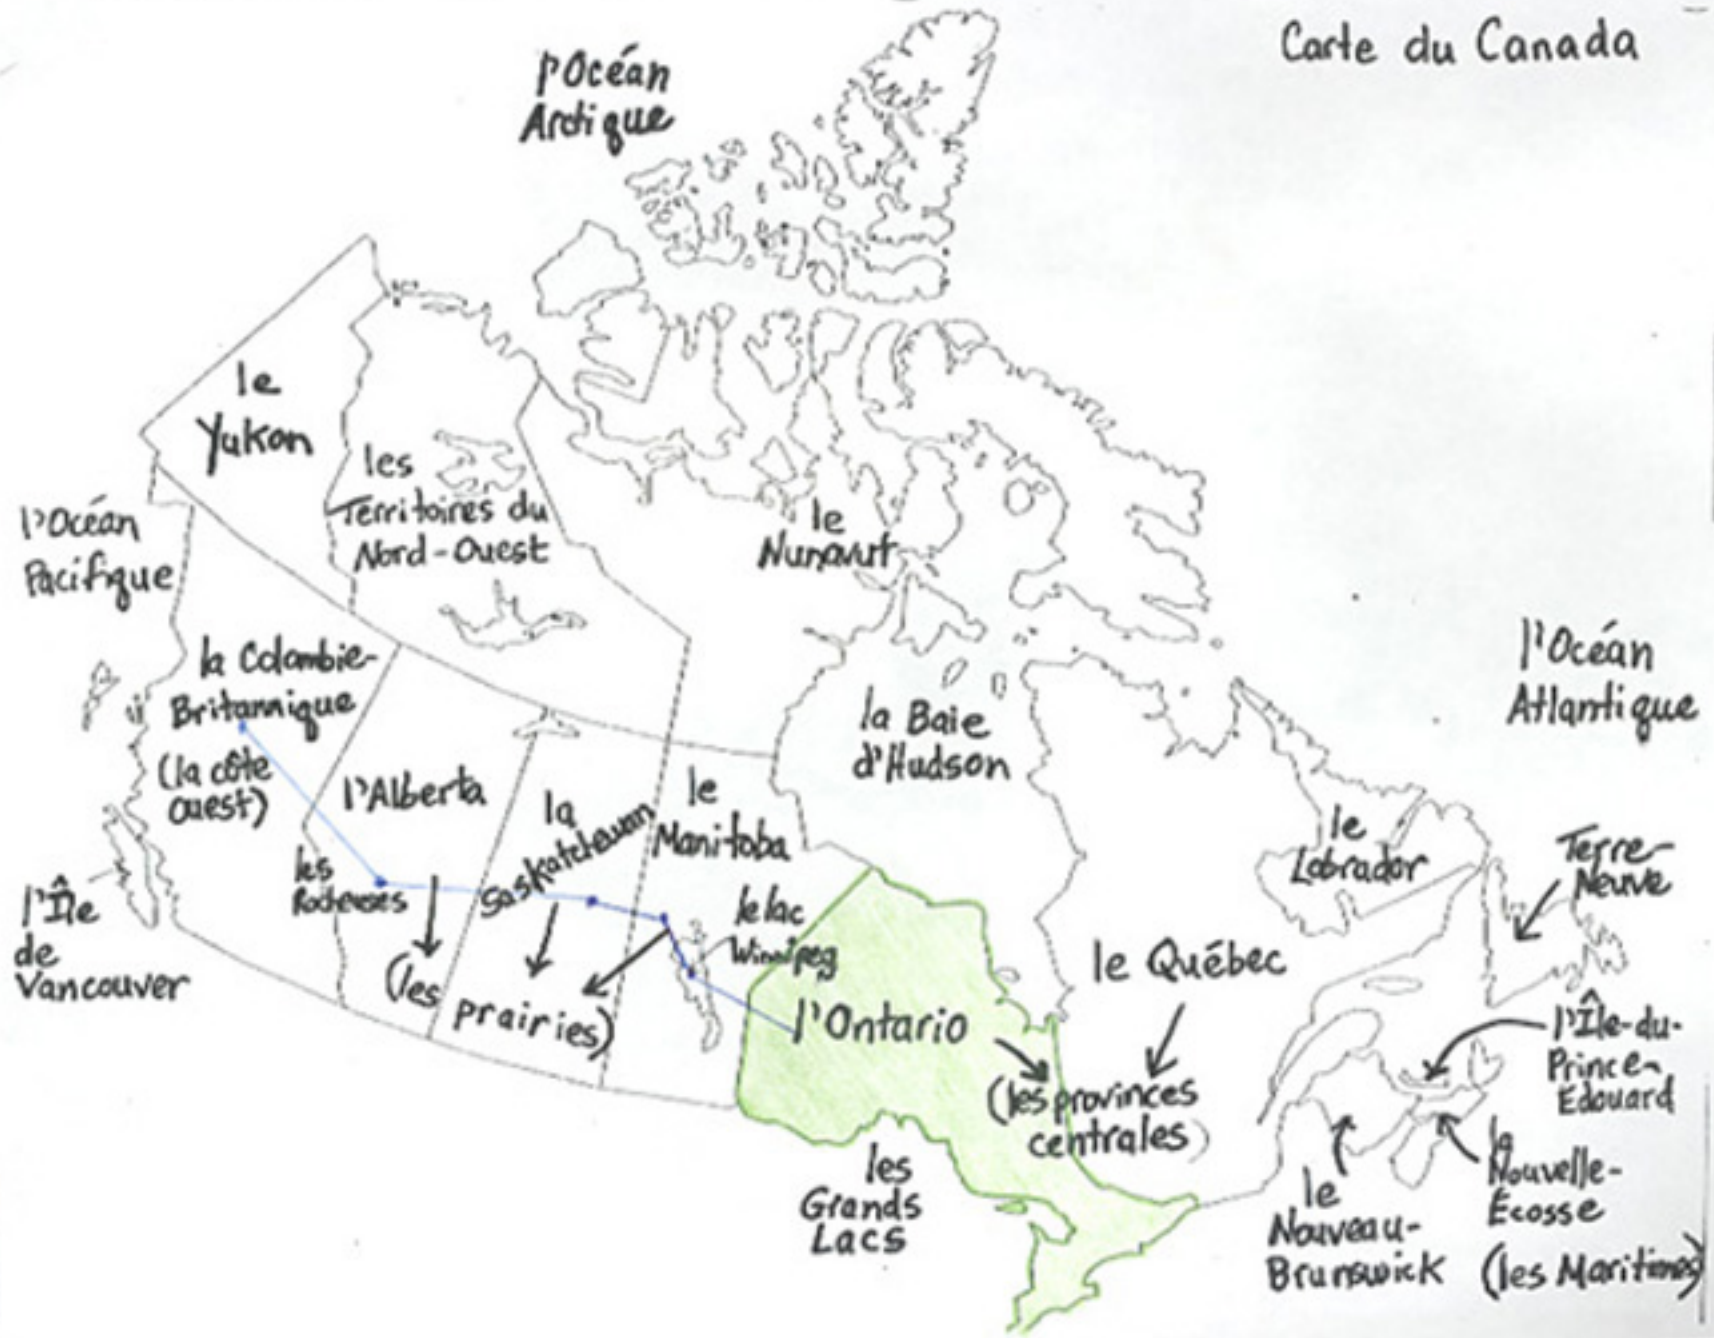 Carte du Canada
l'Océan
Arctique
le
Yukon
les
Territoires du
Nord-Ouest
l'Océan
Pacifique
le
Nunavut
la Colombie-
Britannique
(la côte
ouest)
l'Océan
Atlantique
la Baie
d'Hudson
l'Alberta
la
Saskatchewan
le
Manitoba
les
Rocheuses
l'Île
de
Vancouver
(les
prairies)
le lac
Winnipeg
l'Ontario
le Québec
(les provinces
centrales)
les
Grands
Lacs
le
Labrador
Terre-
Neuve
l'Île-du-
Prince-
Édouard
la
Nouvelle-
Écosse
le
Nouveau-
Brunswick
(les Maritimes)